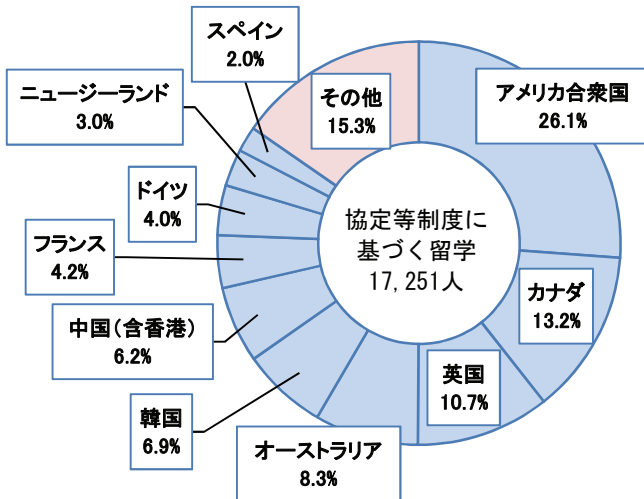 アメリカ合衆国
26.1%
カナダ
13.2%
英国
10.7%
オーストラリア
8.3%
韓国
6.9%
中国（含香港）
6.2%
フランス
4.2%
ドイツ
4.0%
ニュージーランド
3.0%
スペイン
2.0%
その他
15.3%
協定等制度に
基づく留学
17,251人